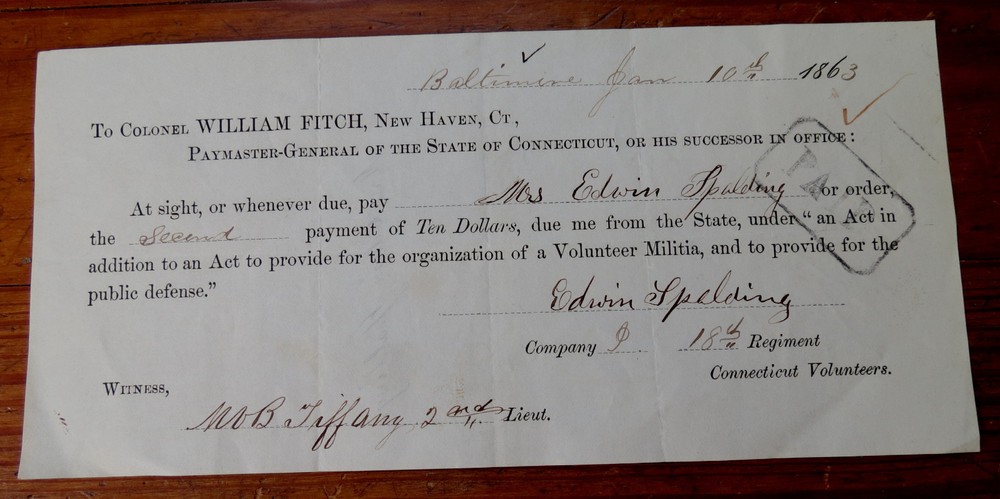 Baltimore Jan 10th 1863
To Colonel WILLIAM FITCH, New Haven, Ct,
Paymaster-General of the State of Connecticut, or his successor in office:
PAID
At sight, or whenever due, pay Mrs Edwin Spalding or order,
the Second payment of Ten Dollars, due me from the State, under "an Act in
addition to an Act to provide for the organization of a Volunteer Militia, and to provide for the
public defense."
Edwin Spalding
Company I 18th Regiment
Connecticut Volunteers.
Witness,
Tiffany 2nd Lieut.